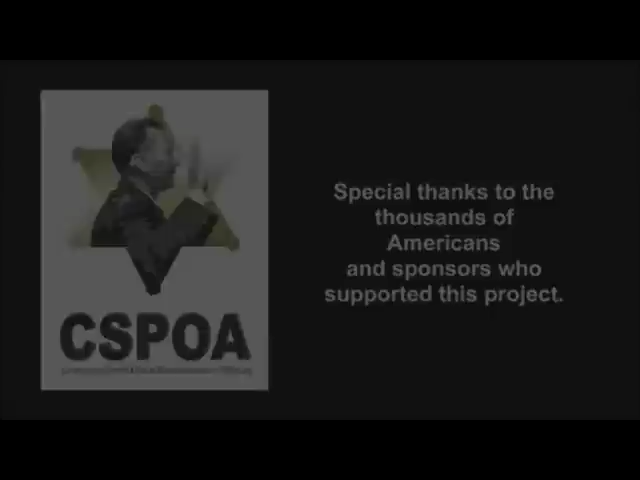 CSPOA
Special thanks to the
thousands of
Americans
and sponsors who
supported this project.